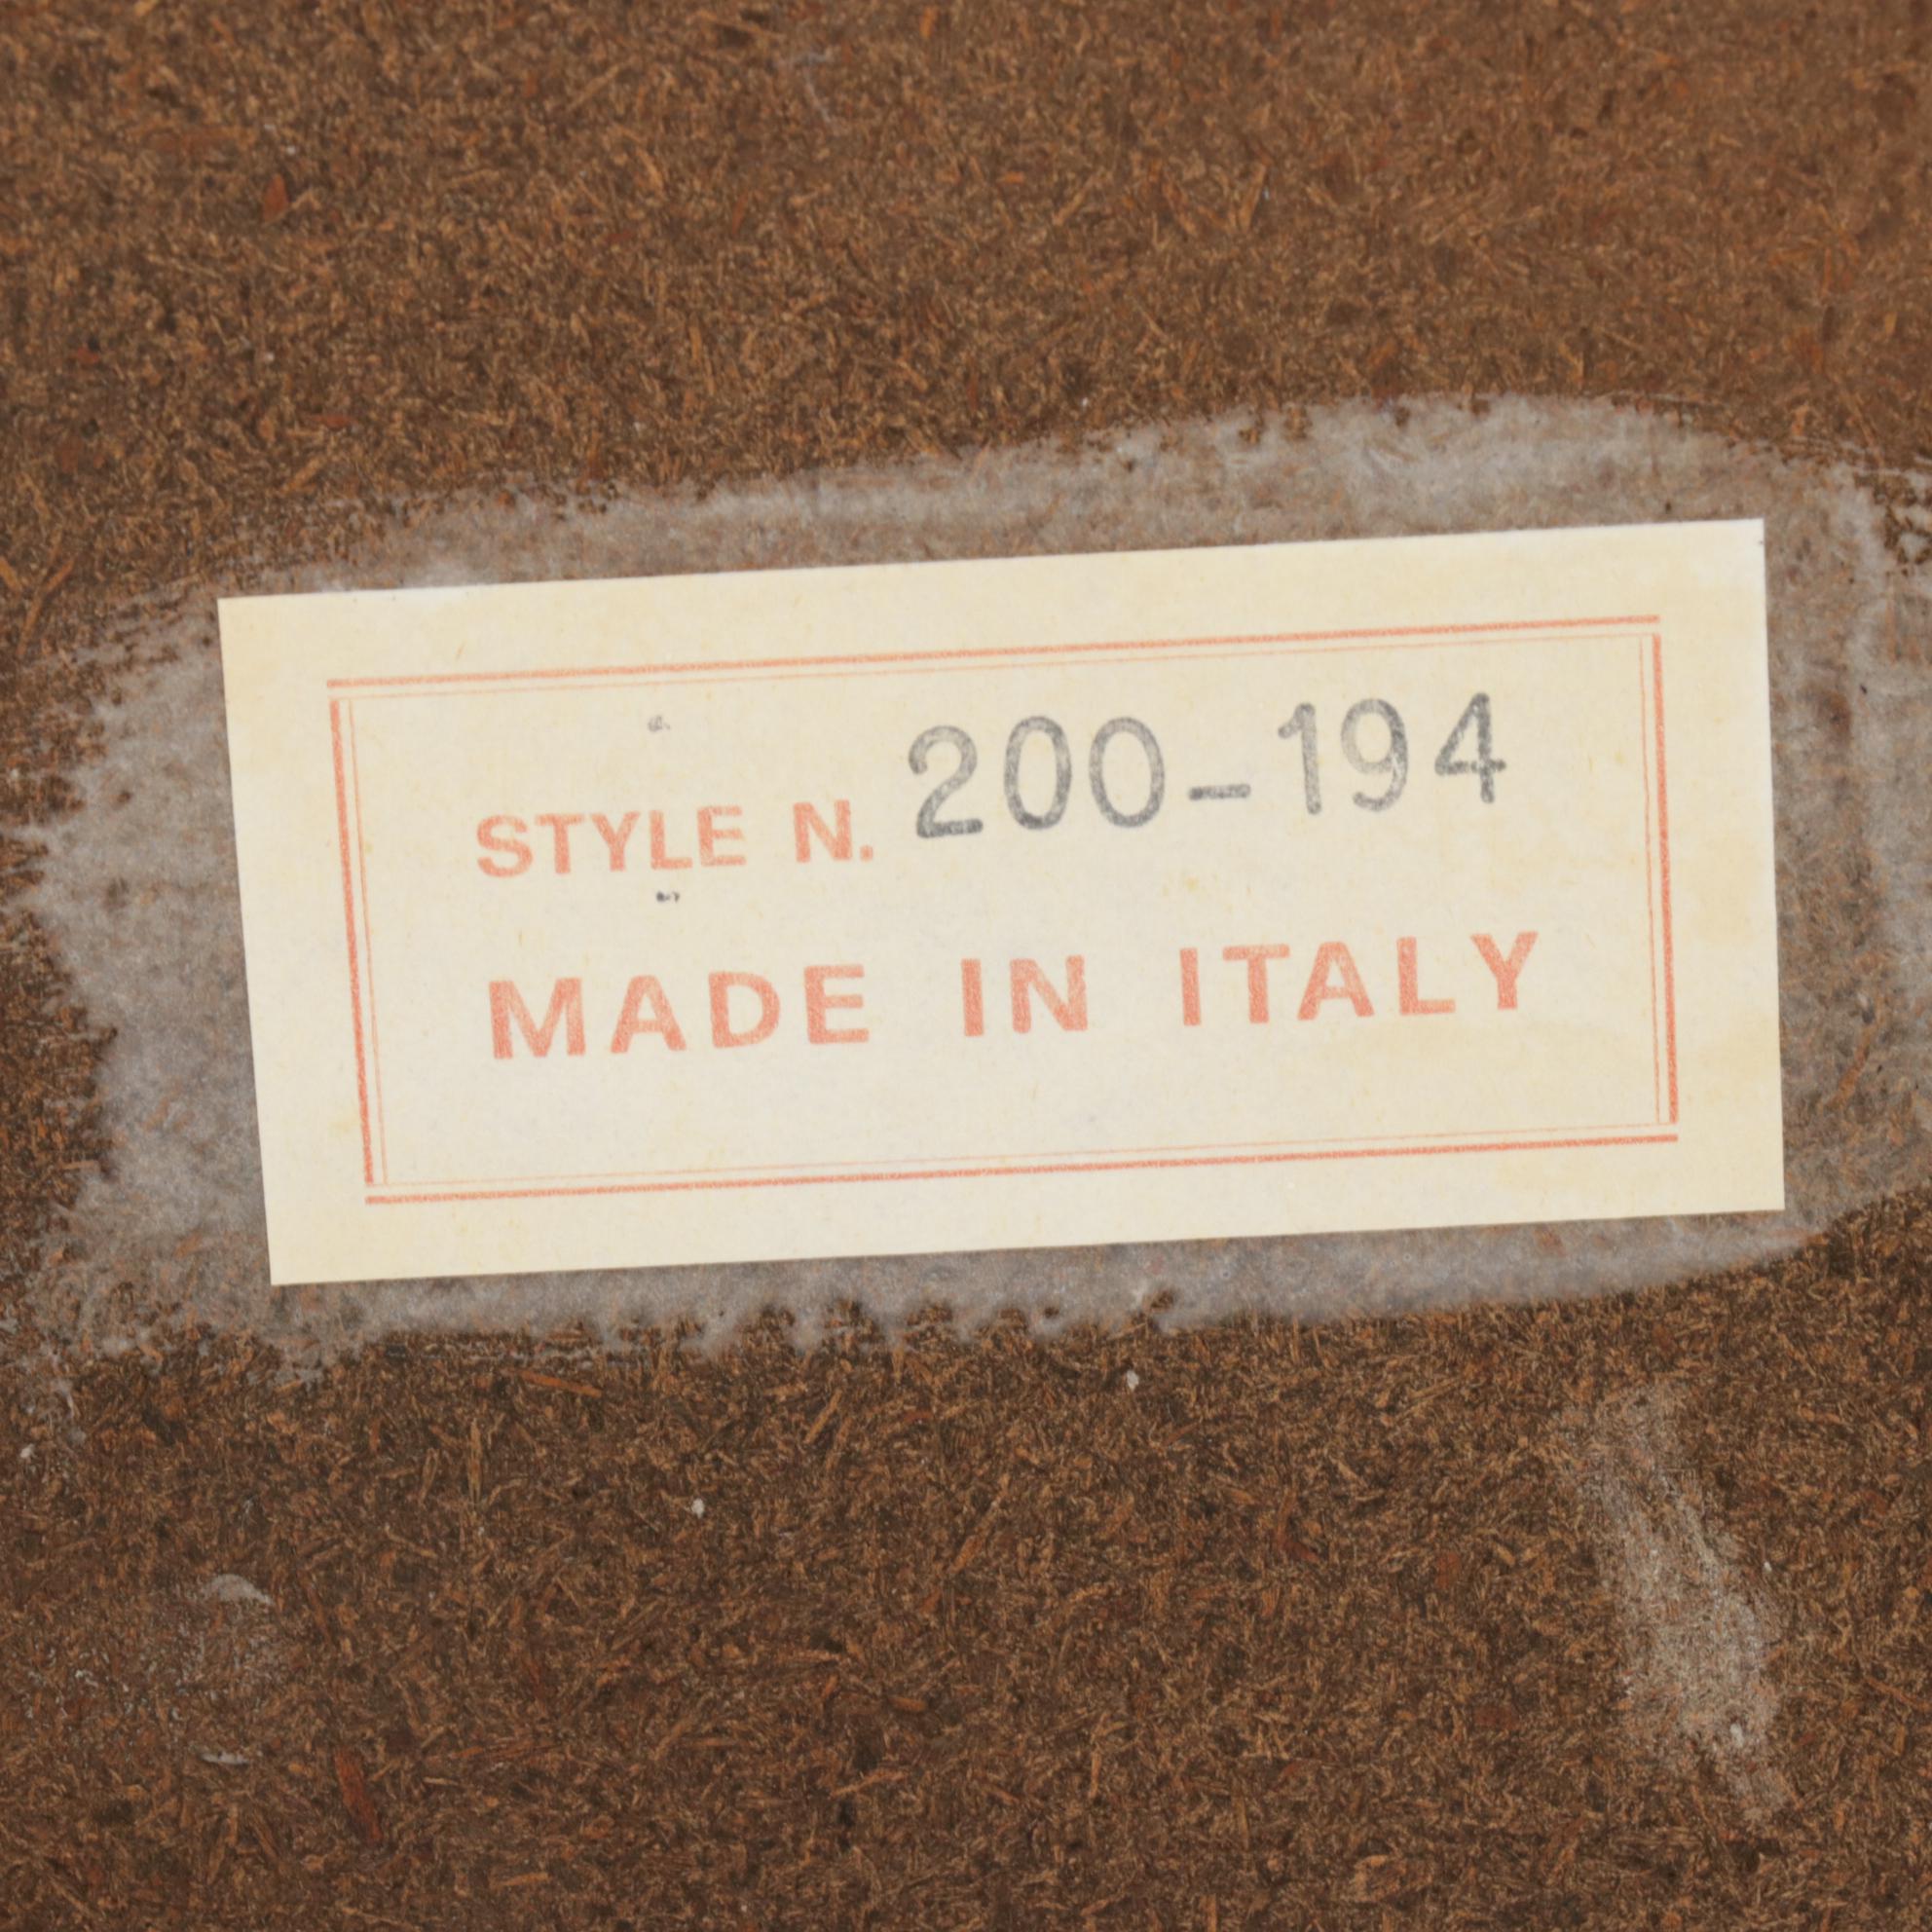 STYLE N. 200-194
MADE IN ITALY